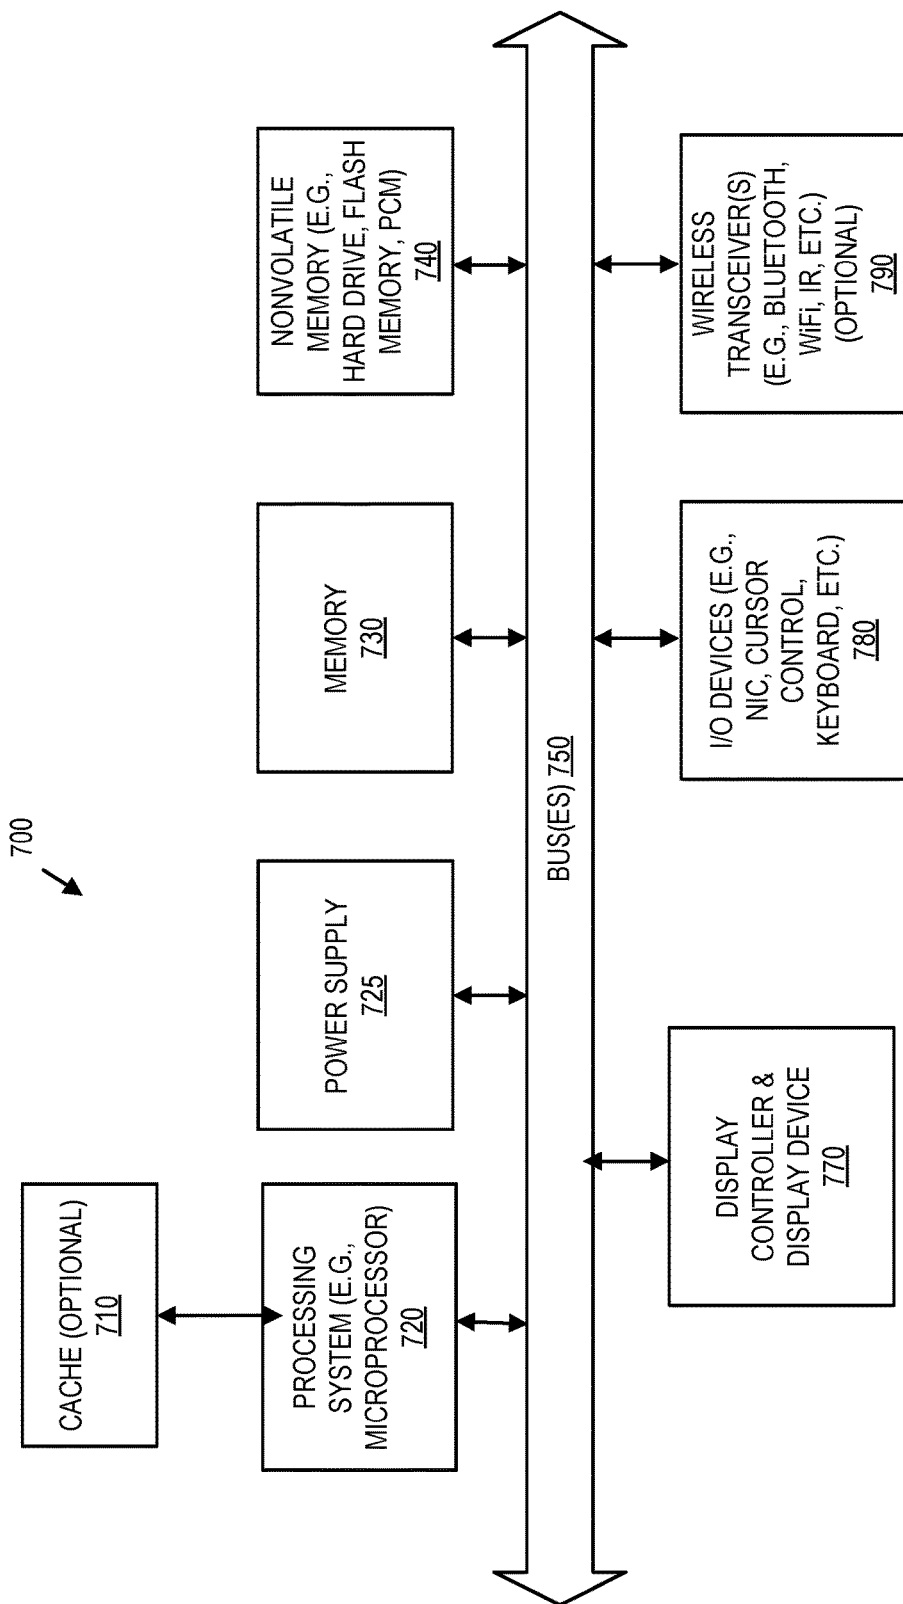 700
CACHE (OPTIONAL)
710
PROCESSING
SYSTEM (E.G.,
MICROPROCESSOR)
720
POWER SUPPLY
725
MEMORY
730
NONVOLATILE
MEMORY (E.G.,
HARD DRIVE, FLASH
MEMORY, PCM)
740
BUS(ES) 750
DISPLAY
CONTROLLER &
DISPLAY DEVICE
770
I/O DEVICES (E.G.,
NIC, CURSOR
CONTROL,
KEYBOARD, ETC.)
780
WIRELESS
TRANSCEIVER(S)
(E.G., BLUETOOTH,
WiFi, IR, ETC.)
(OPTIONAL)
790